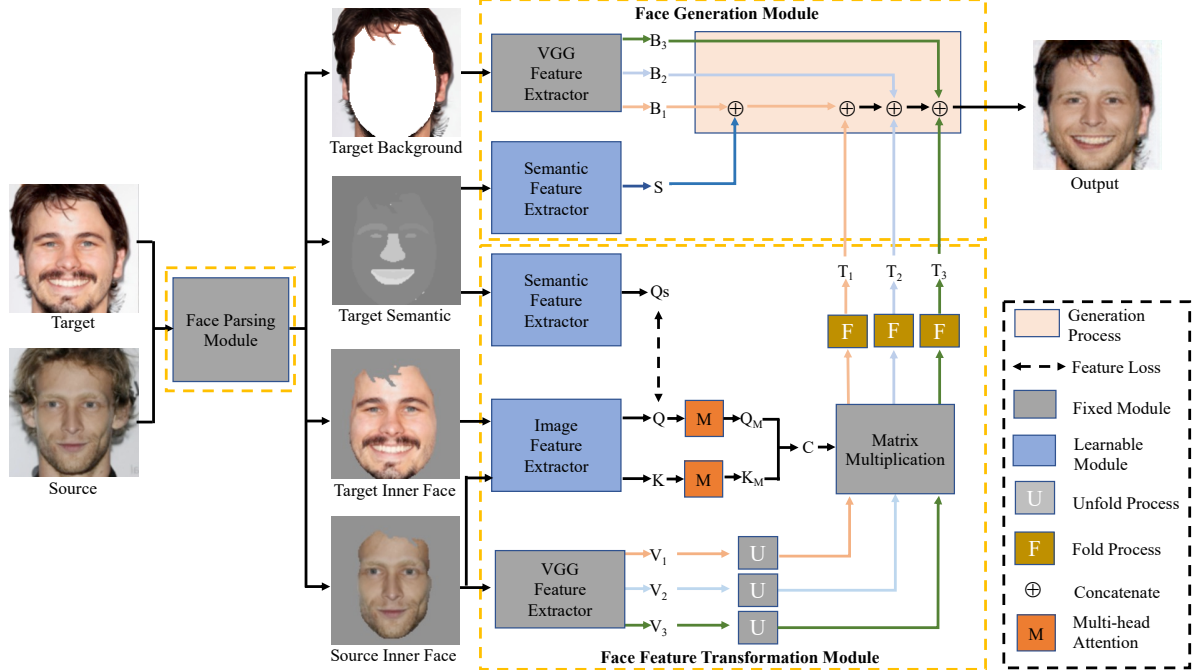 Face Generation Module
VGG
Feature
Extractor
B3
B2
B1
Target Background
Semantic
Feature
Extractor
S
Output
Target
Face Parsing
Module
Source
Target Semantic
Semantic
Feature
Extractor
Qs
T1
T2
T3
F
F
F
Target Inner Face
Image
Feature
Extractor
Q
M
QM
K
M
KM
C
Matrix
Multiplication
Source Inner Face
VGG
Feature
Extractor
V1
U
V2
U
V3
U
Face Feature Transformation Module
Generation
Process
Feature Loss
Fixed Module
Learnable
Module
U
Unfold Process
F
Fold Process
Concatenate
M
Multi-head
Attention